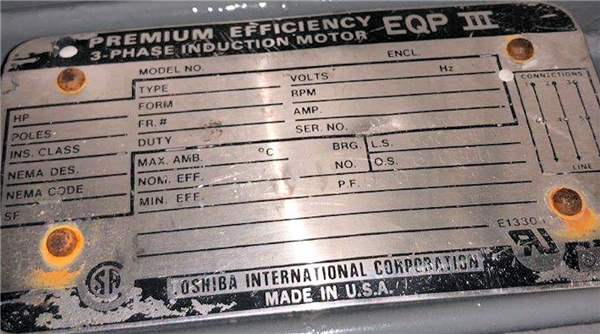 PREMIUM EFFICIENCY EQP III
3-PHASE INDUCTION MOTOR
MODEL NO. ENCL.
TYPE VOLTS Hz
HP FORM RPM
POLES FR.# AMP.
INS. CLASS DUTY SER. NO.
NEMA DES. MAX. AMB. °C BRG. L.S.
NEMA CODE NOM. EFF. NO. O.S.
SF MIN. EFF. P.F.
CONNECTIONS
LINE
E1330
OSHIBA INTERNATIONAL CORPORATION
MADE IN U.S.A.